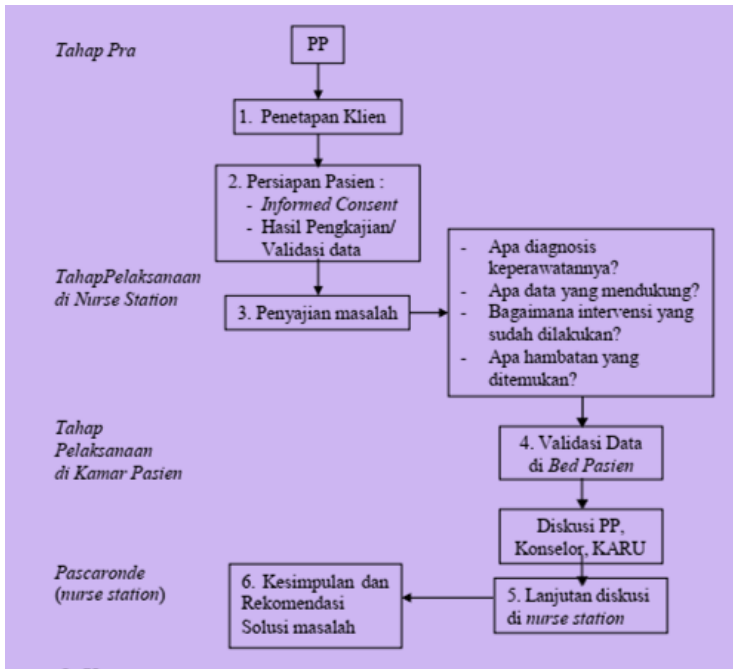 Tahap Pra
PP
1. Penetapan Klien
2. Persiapan Pasien :
- Informed Consent
- Hasil Pengkajian/
Validasi data
TahapPelaksanaan
di Nurse Station
3. Penyajian masalah
- Apa diagnosis
keperawatannya?
- Apa data yang mendukung?
- Bagaimana intervensi yang
sudah dilakukan?
- Apa hambatan yang
ditemukan?
Tahap
Pelaksanaan
di Kamar Pasien
4. Validasi Data
di Bed Pasien
Diskusi PP,
Konselor, KARU
Pascaronde
(nurse station)
5. Lanjutan diskusi
di nurse station
6. Kesimpulan dan
Rekomendasi
Solusi masalah